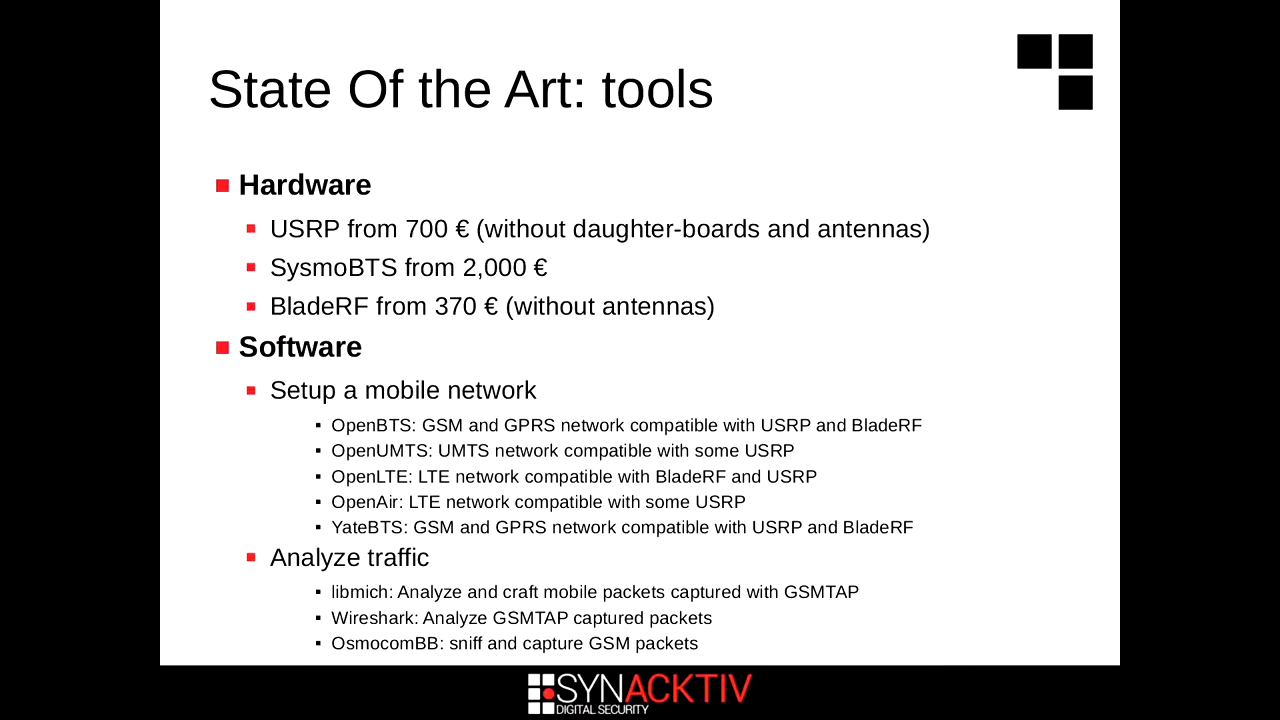 State Of the Art: tools
Hardware
USRP from 700 € (without daughter-boards and antennas)
SysmoBTS from 2,000 €
BladeRF from 370 € (without antennas)
Software
Setup a mobile network
OpenBTS: GSM and GPRS network compatible with USRP and BladeRF
OpenUMTS: UMTS network compatible with some USRP
OpenLTE: LTE network compatible with BladeRF and USRP
OpenAir: LTE network compatible with some USRP
YateBTS: GSM and GPRS network compatible with USRP and BladeRF
Analyze traffic
libmich: Analyze and craft mobile packets captured with GSMTAP
Wireshark: Analyze GSMTAP captured packets
OsmocomBB: sniff and capture GSM packets
SYNACKTIV
DIGITAL SECURITY